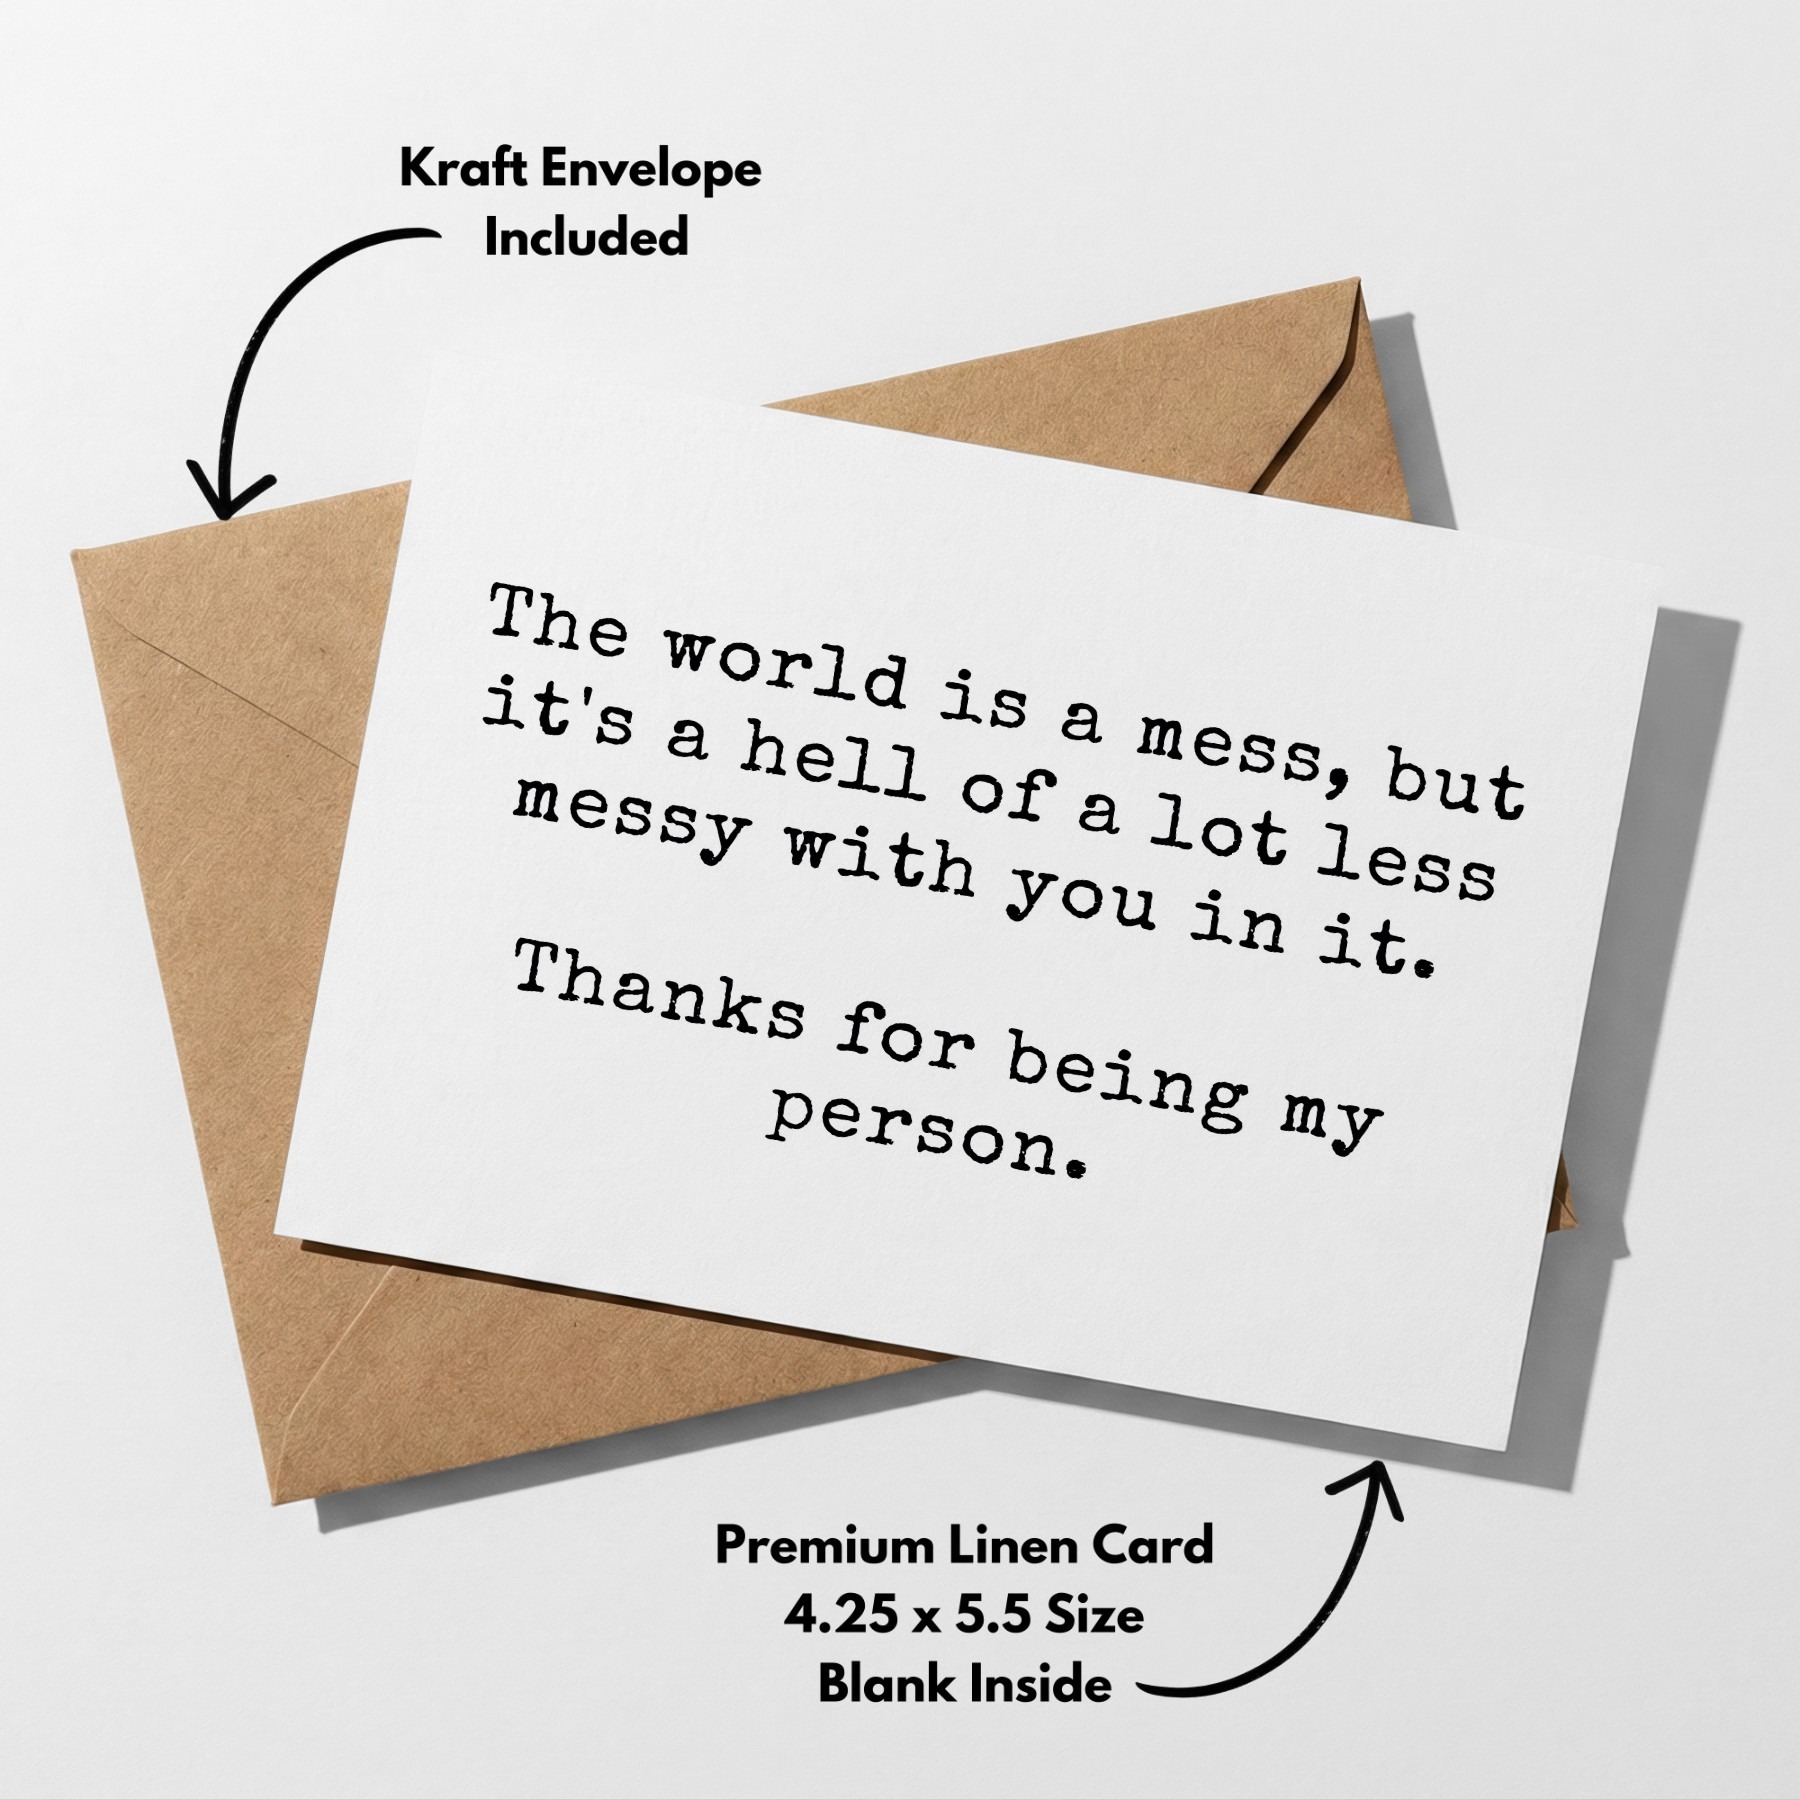 Kraft Envelope
Included
The world is a mess, but
it's a hell of a lot less
messy with you in it.
Thanks for being my
person.
Premium Linen Card
4.25 x 5.5 Size
Blank Inside